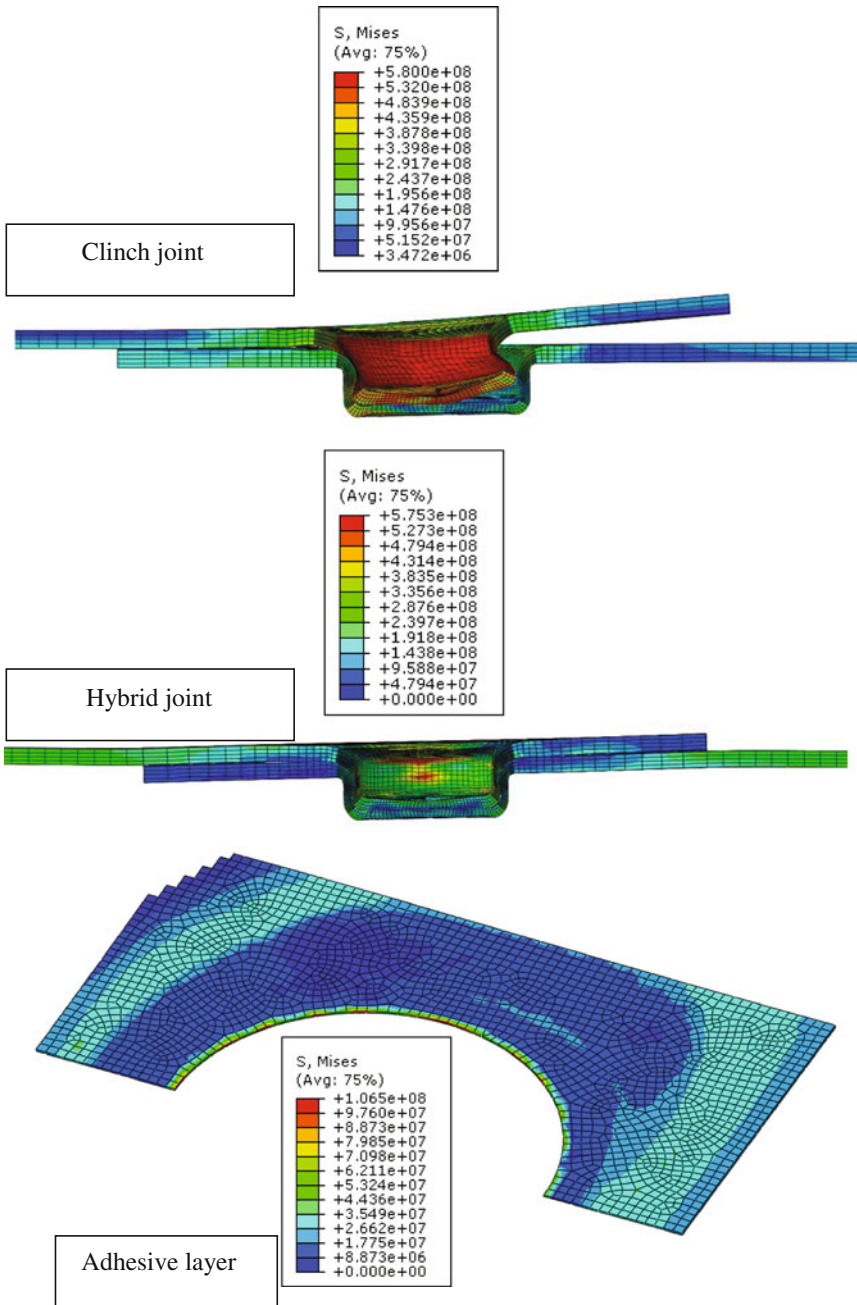 S, Mises
(Avg: 75%)
+5.800e+08
+5.320e+08
+4.839e+08
+4.359e+08
+3.878e+08
+3.398e+08
+2.917e+08
+2.437e+08
+1.956e+08
+1.476e+08
+9.956e+07
+5.152e+07
+3.472e+06
Clinch joint
S, Mises
(Avg: 75%)
+5.753e+08
+5.273e+08
+4.794e+08
+4.314e+08
+3.835e+08
+3.356e+08
+2.876e+08
+2.397e+08
+1.918e+08
+1.438e+08
+9.588e+07
+4.794e+07
+0.000e+00
Hybrid joint
S, Mises
(Avg: 75%)
+1.065e+08
+9.760e+07
+8.873e+07
+7.985e+07
+7.098e+07
+6.211e+07
+5.324e+07
+4.436e+07
+3.549e+07
+2.662e+07
+1.775e+07
+8.873e+06
+0.000e+00
Adhesive layer